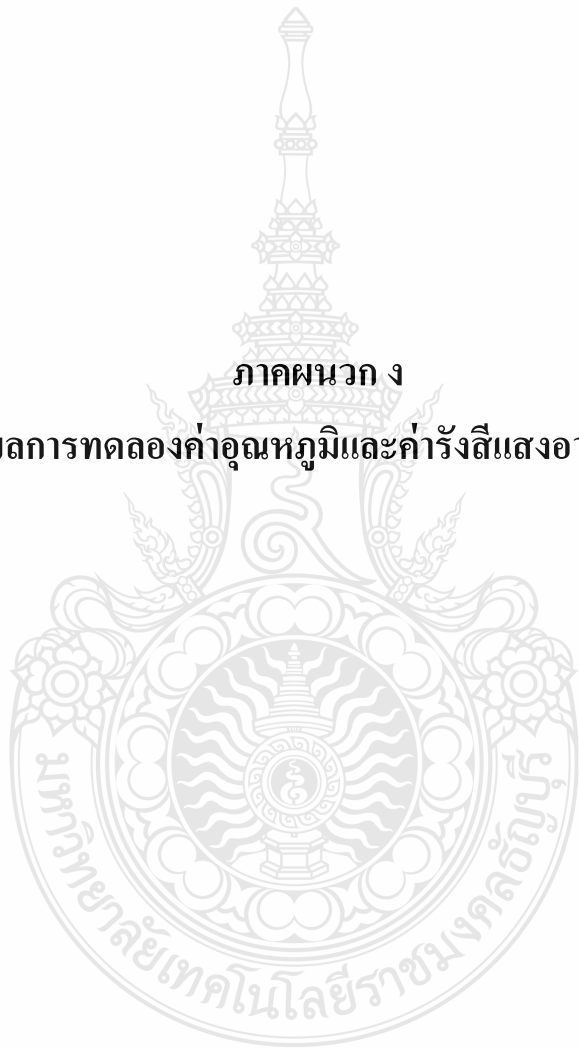 ภาคผนวก ง
ลการทดลองค่าอุณหภูมิและค่ารังสีแสงอา
มหาวิทยาลัยเทคโนโลยีราชมงคลธัญบุรี